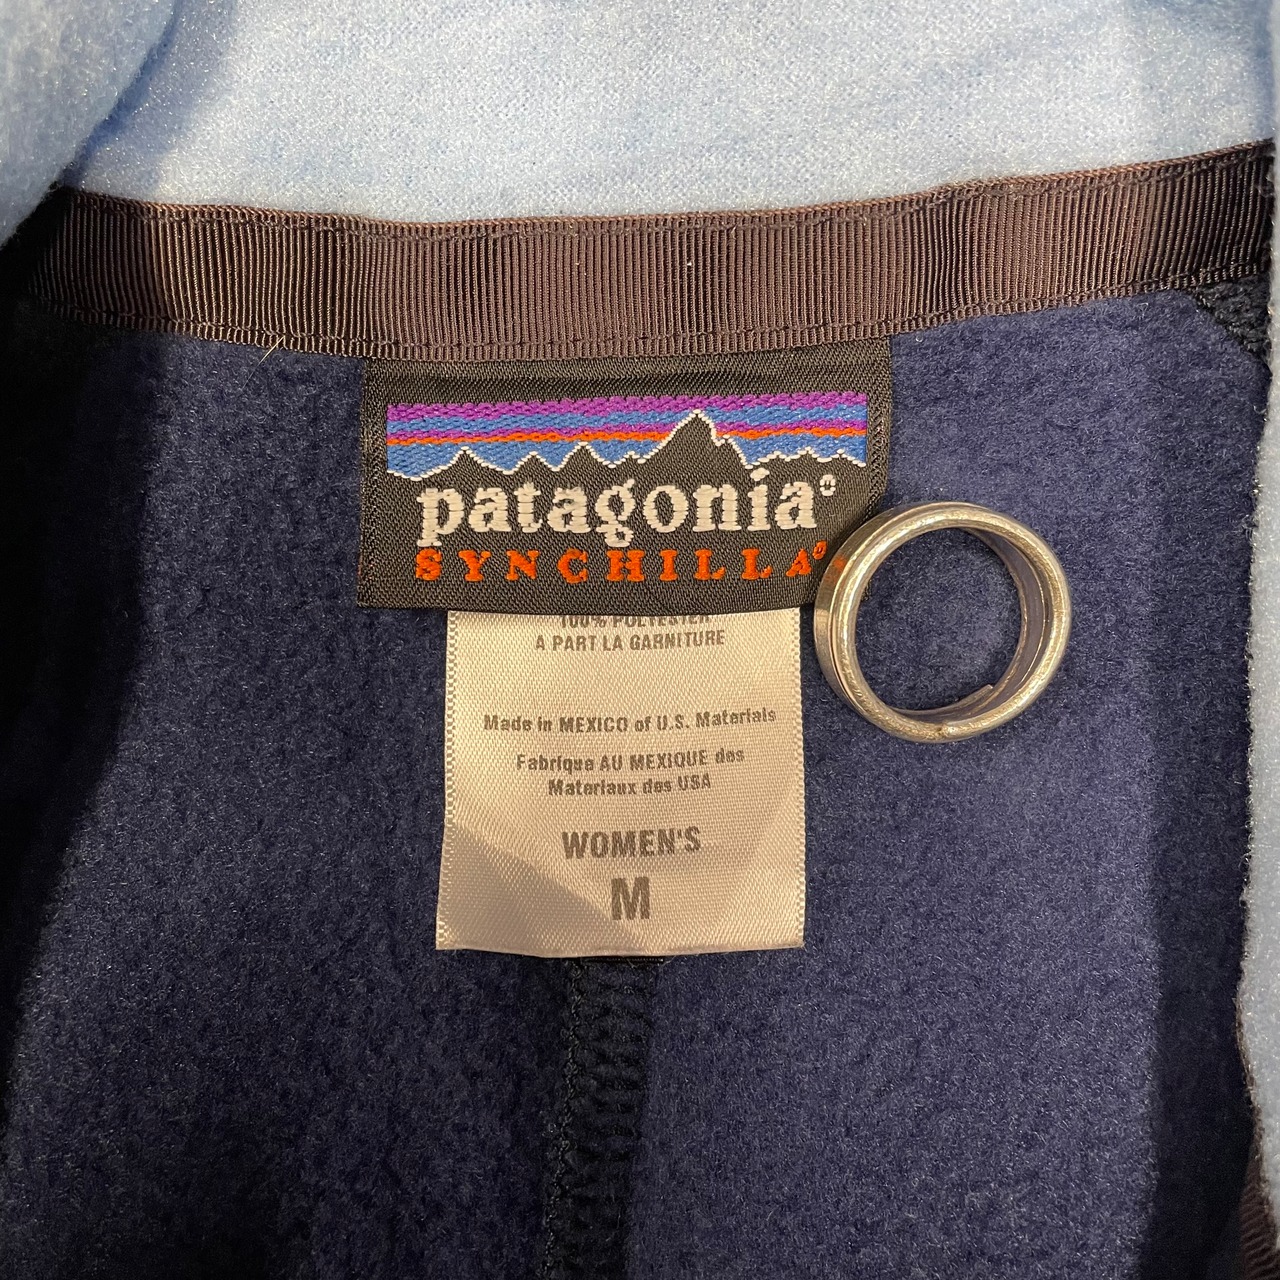 patagonia®
SYNCHILLA®
100% POLYESTER
A PART LA GARNITURE
Made in MEXICO of U.S. Materials
Fabrique AU MEXIQUE des
Materiaux des USA
WOMEN'S
M